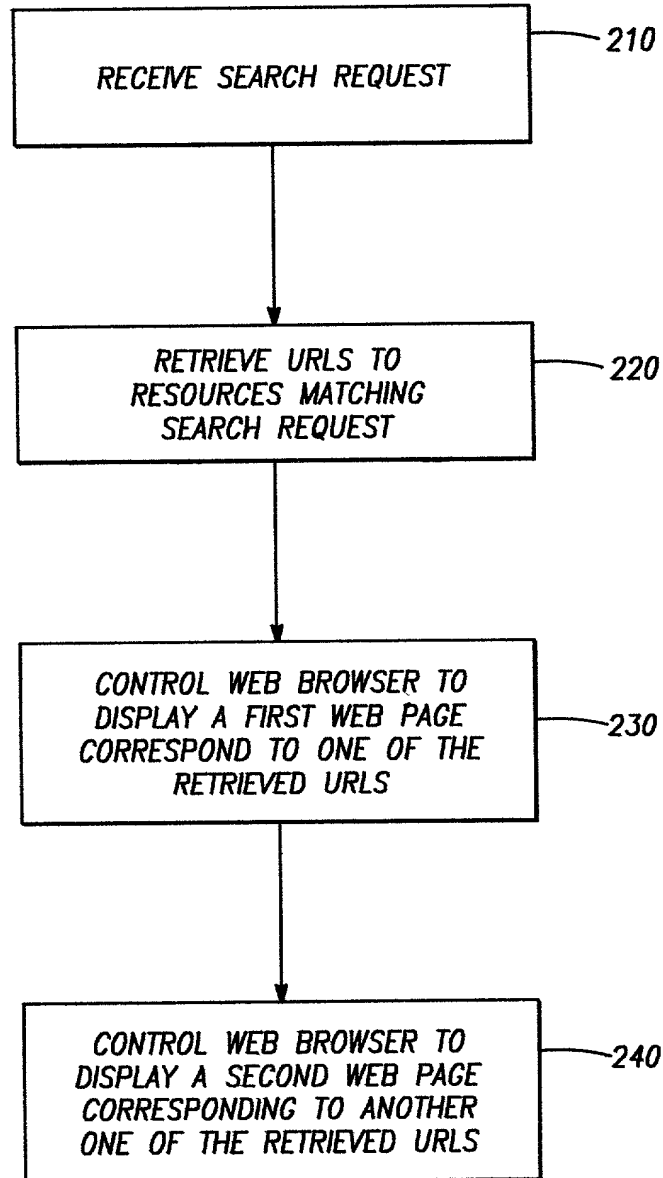 RECEIVE SEARCH REQUEST
210
RETRIEVE URLS TO
RESOURCES MATCHING
SEARCH REQUEST
220
CONTROL WEB BROWSER TO
DISPLAY A FIRST WEB PAGE
CORRESPOND TO ONE OF THE
RETRIEVED URLS
230
CONTROL WEB BROWSER TO
DISPLAY A SECOND WEB PAGE
CORRESPONDING TO ANOTHER
ONE OF THE RETRIEVED URLS
240